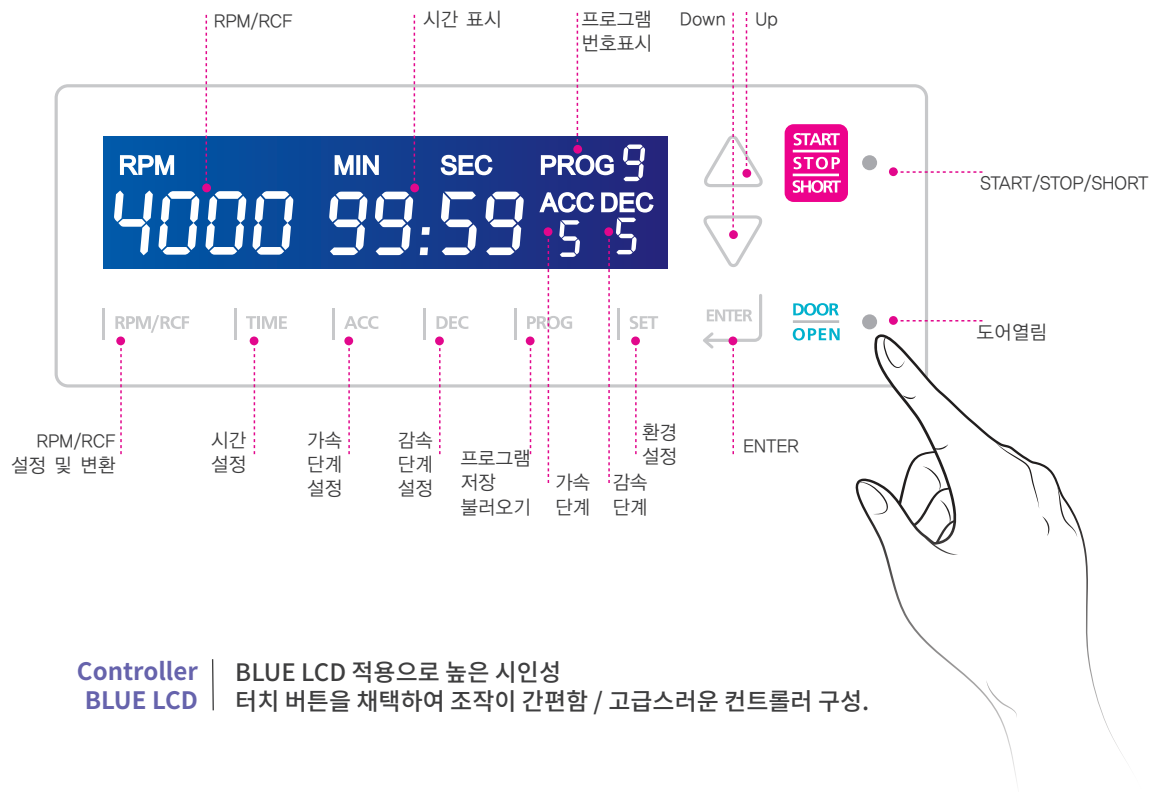 RPM/RCF
시간 표시
프로그램
번호표시
Down
Up
RPM
MIN
SEC
PROG 9
4000
99:59
ACC DEC
5
5
START
STOP
SHORT
START/STOP/SHORT
RPM/RCF
TIME
ACC
DEC
PROG
SET
ENTER
DOOR
OPEN
도어열림
RPM/RCF
설정 및 변환
시간
설정
가속
단계
설정
감속
단계
설정
프로그램
저장
불러오기
가속
단계
감속
단계
환경
설정
ENTER
Controller
BLUE LCD
BLUE LCD 적용으로 높은 시인성
터치 버튼을 채택하여 조작이 간편함 / 고급스러운 컨트롤러 구성.